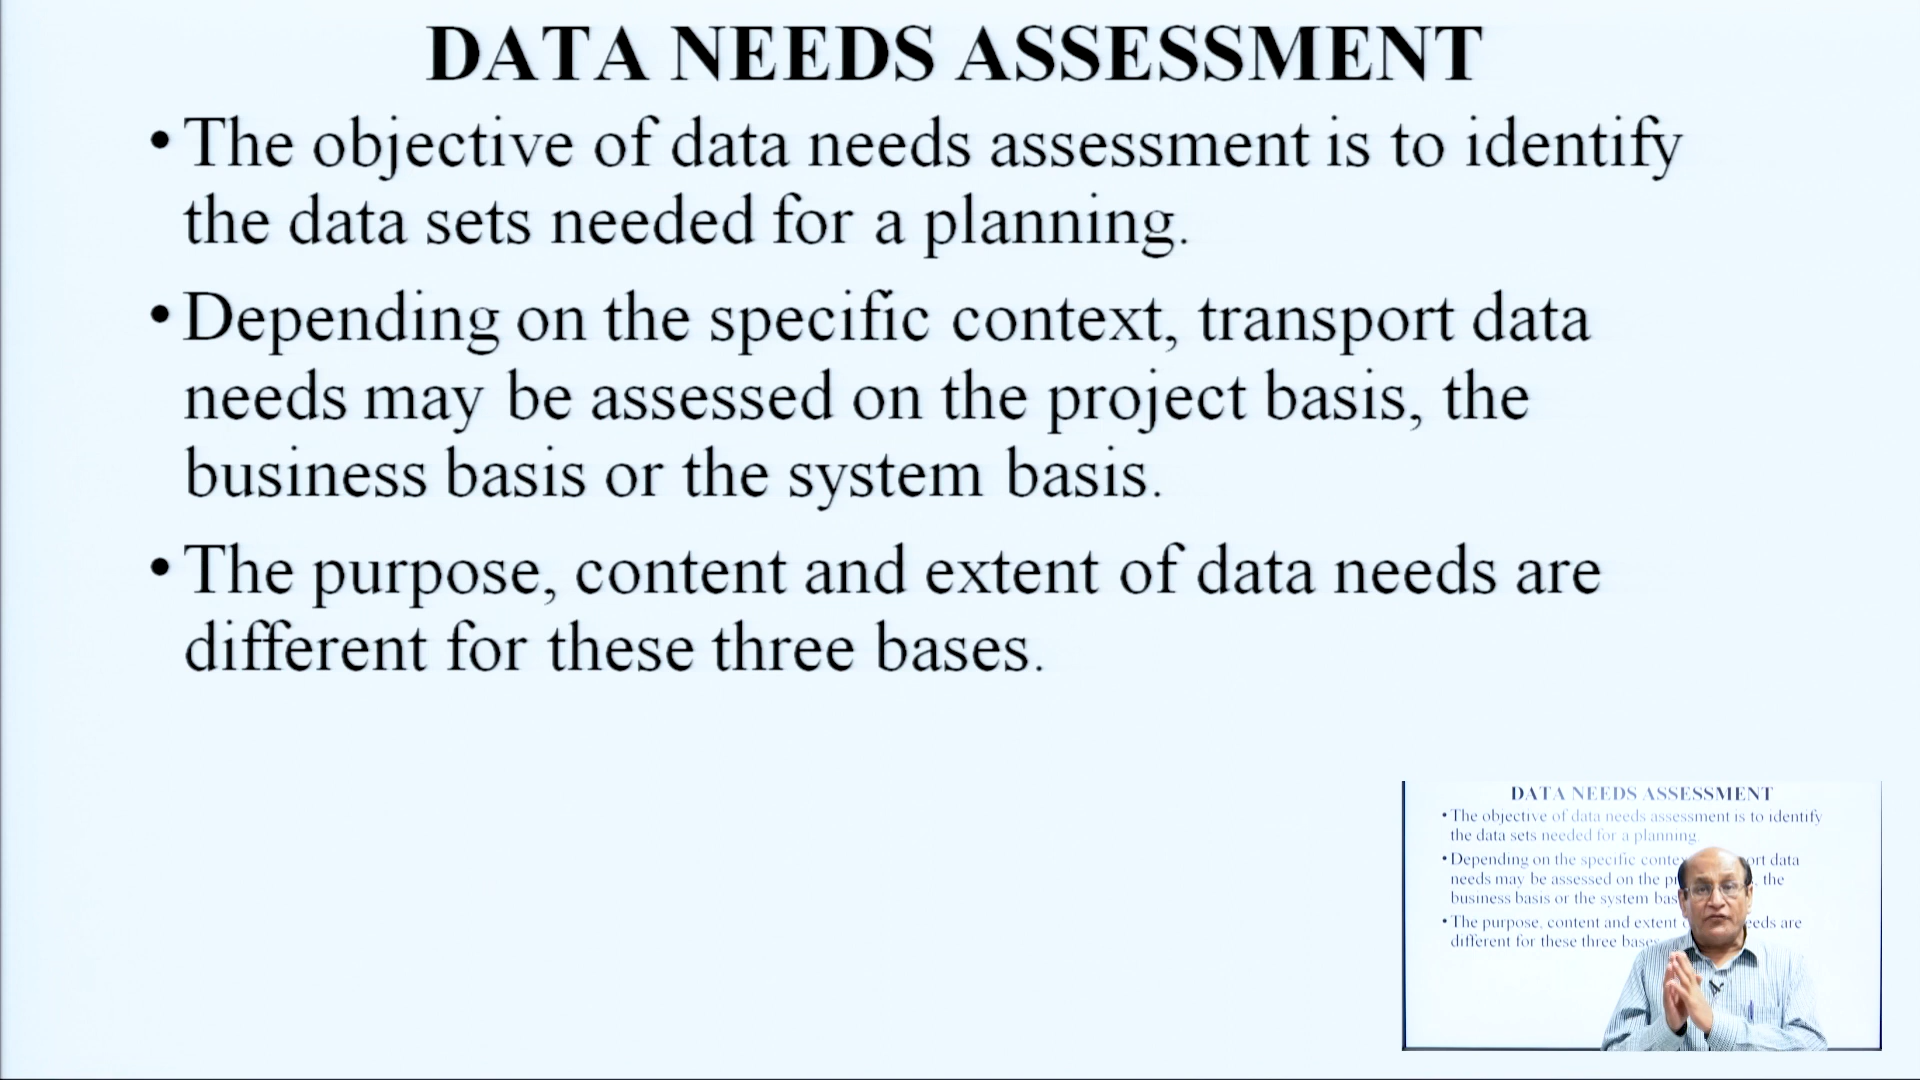 DATA NEEDS ASSESSMENT
• The objective of data needs assessment is to identify
the data sets needed for a planning.
• Depending on the specific context, transport data
needs may be assessed on the project basis, the
business basis or the system basis.
• The purpose, content and extent of data needs are
different for these three bases.
DATA NEEDS ASSESSMENT
• The objective of data needs assessment is to identify
the data sets needed for a planning.
• Depending on the specific ort data
needs may be assessed on the , the
business basis or the system
• The purpose, content and extent are
different for these three